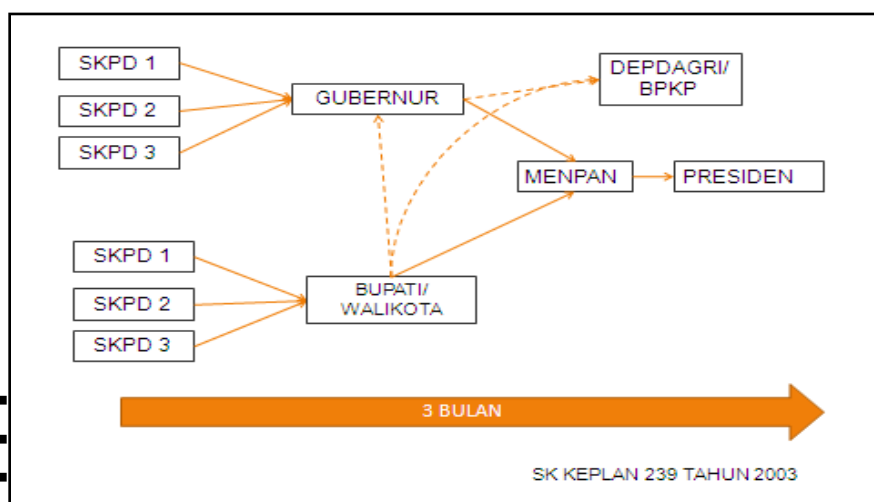 SKPD 1
SKPD 2
SKPD 3
GUBERNUR
DEPDAGRI/
BPKP
MENPAN
PRESIDEN
SKPD 1
SKPD 2
SKPD 3
BUPATI/
WALIKOTA
3 BULAN
SK KEPLAN 239 TAHUN 2003